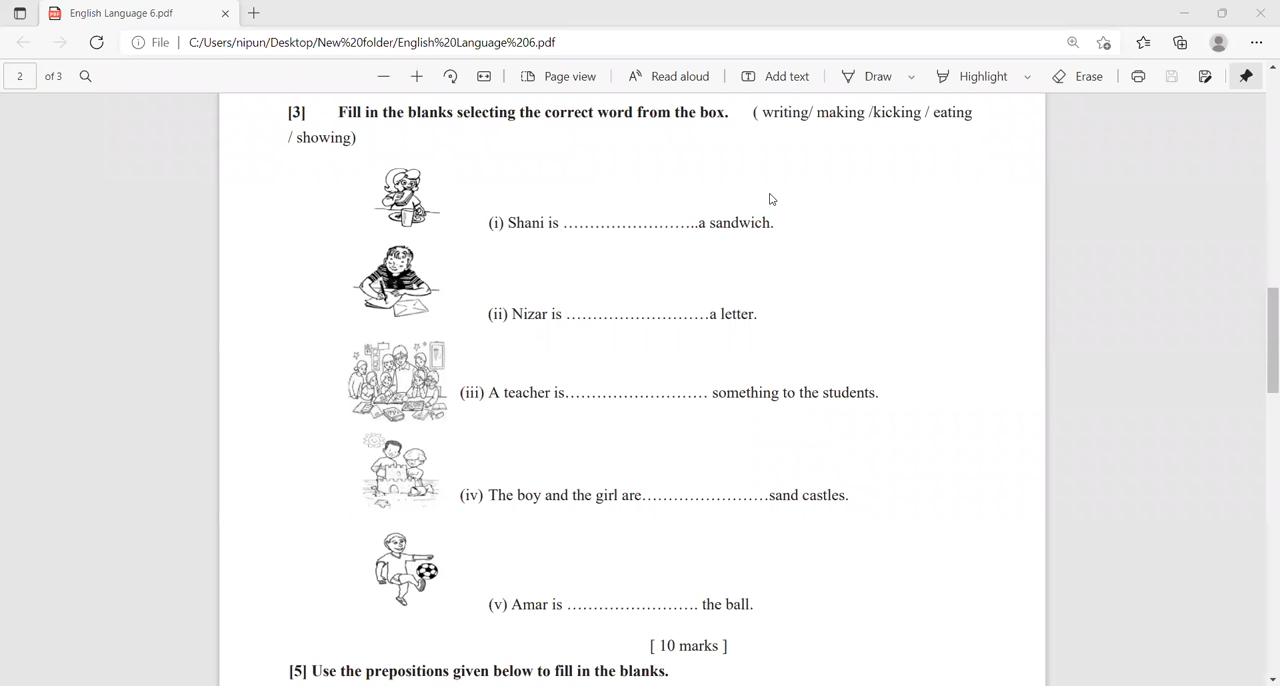 English Language 6.pdf
File | C:/Users/nipun/Desktop/New%20folder/English%20Language%206.pdf
2 of 3 Page view Read aloud Add text Draw Highlight Erase
[3] Fill in the blanks selecting the correct word from the box. ( writing/ making /kicking / eating
/ showing)
(i) Shani is ……………………..a sandwich.
(ii) Nizar is ………………………a letter.
(iii) A teacher is……………………… something to the students.
(iv) The boy and the girl are……………………sand castles.
(v) Amar is ……………………. the ball.
[ 10 marks ]
[5] Use the prepositions given below to fill in the blanks.